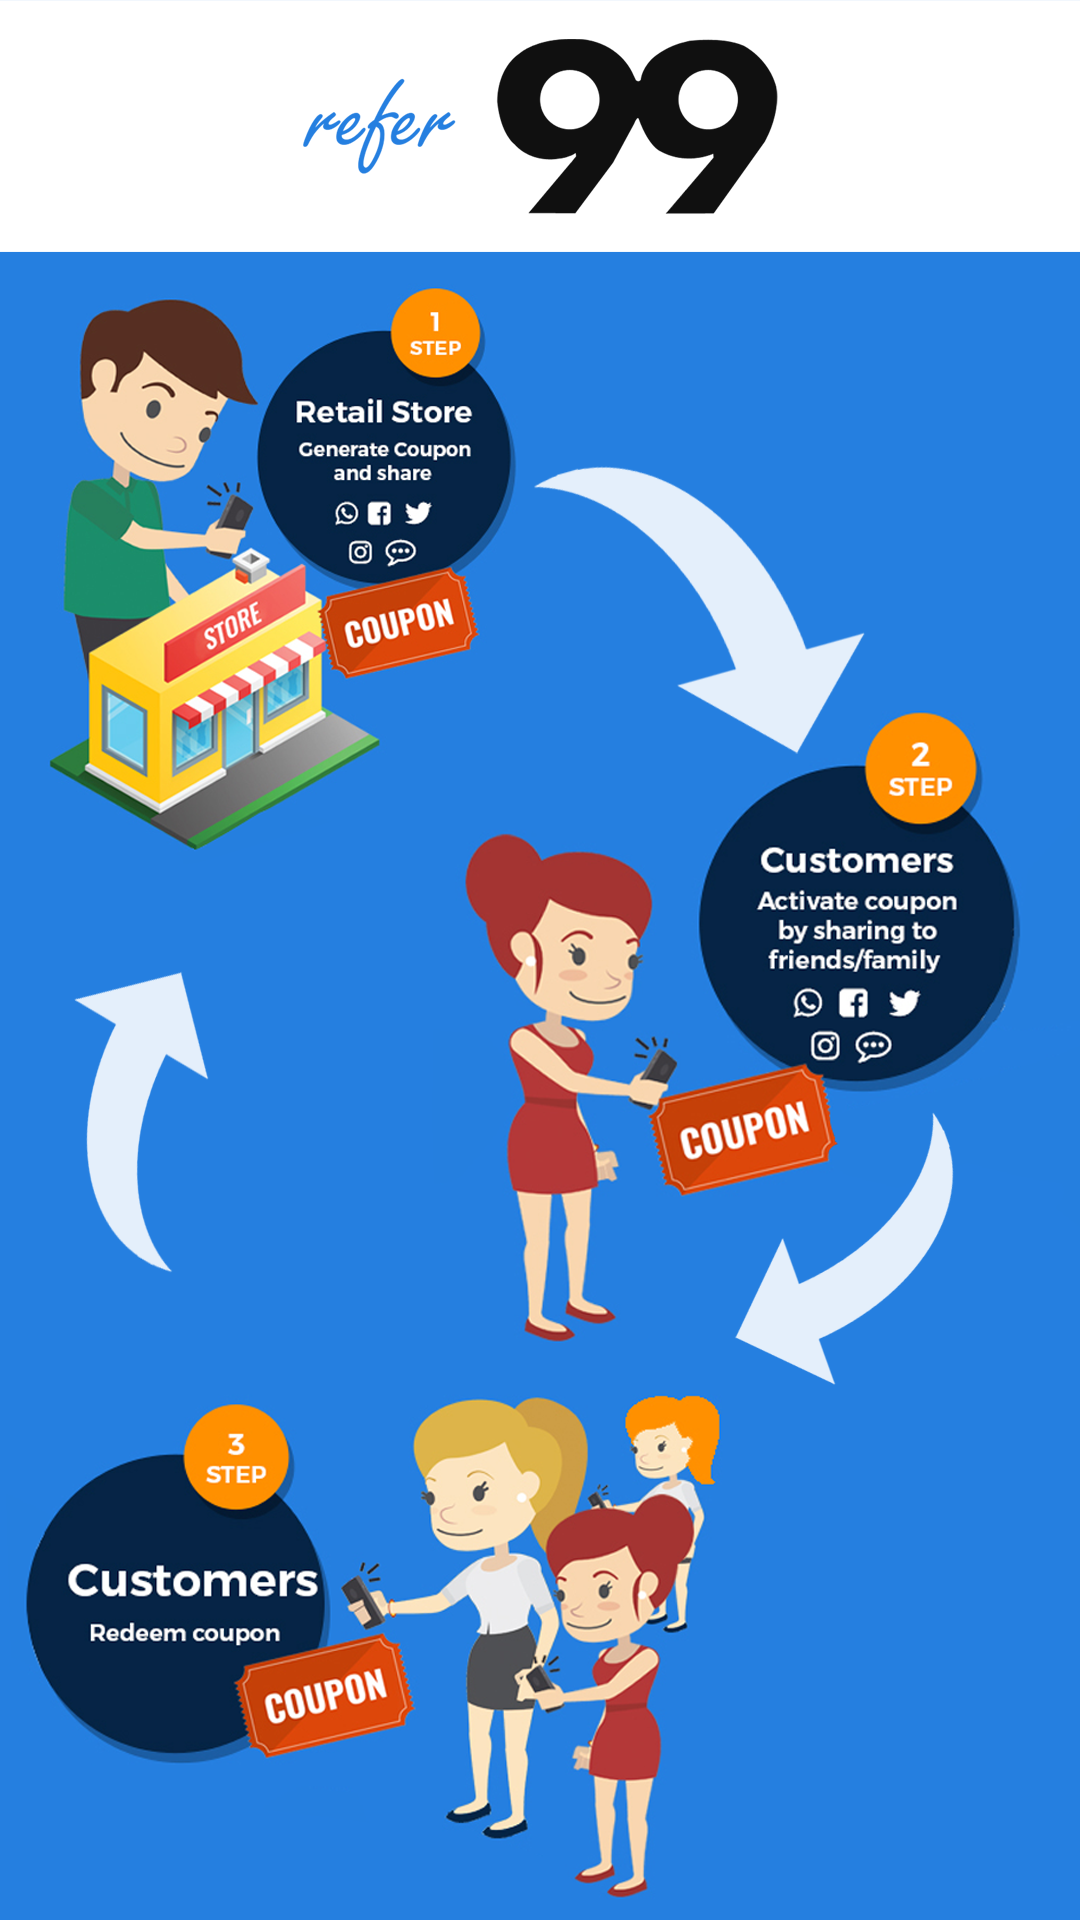 refer 99
1
STEP
Retail Store
Generate Coupon
and share
STORE
COUPON
2
STEP
Customers
Activate coupon
by sharing to
friends/family
COUPON
3
STEP
Customers
Redeem coupon
COUPON